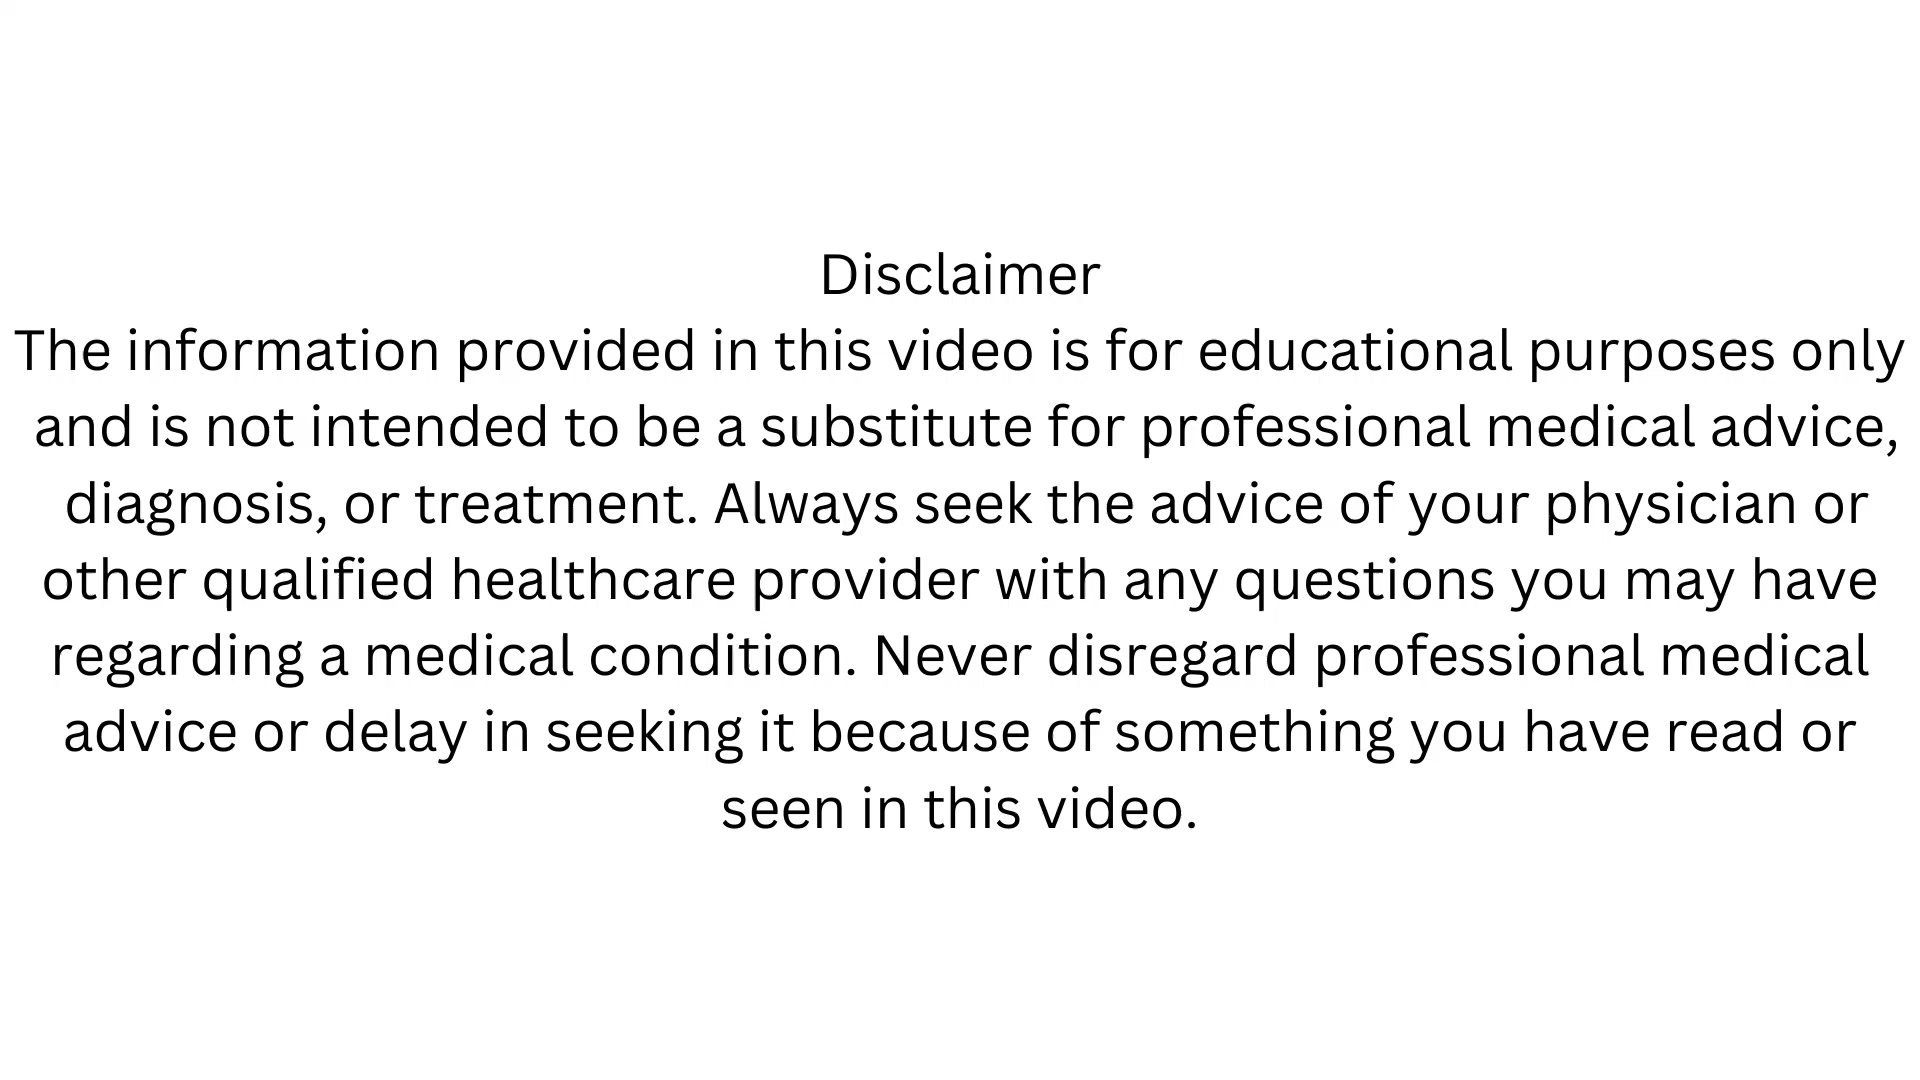 Disclaimer
The information provided in this video is for educational purposes only
and is not intended to be a substitute for professional medical advice,
diagnosis, or treatment. Always seek the advice of your physician or
other qualified healthcare provider with any questions you may have
regarding a medical condition. Never disregard professional medical
advice or delay in seeking it because of something you have read or
seen in this video.